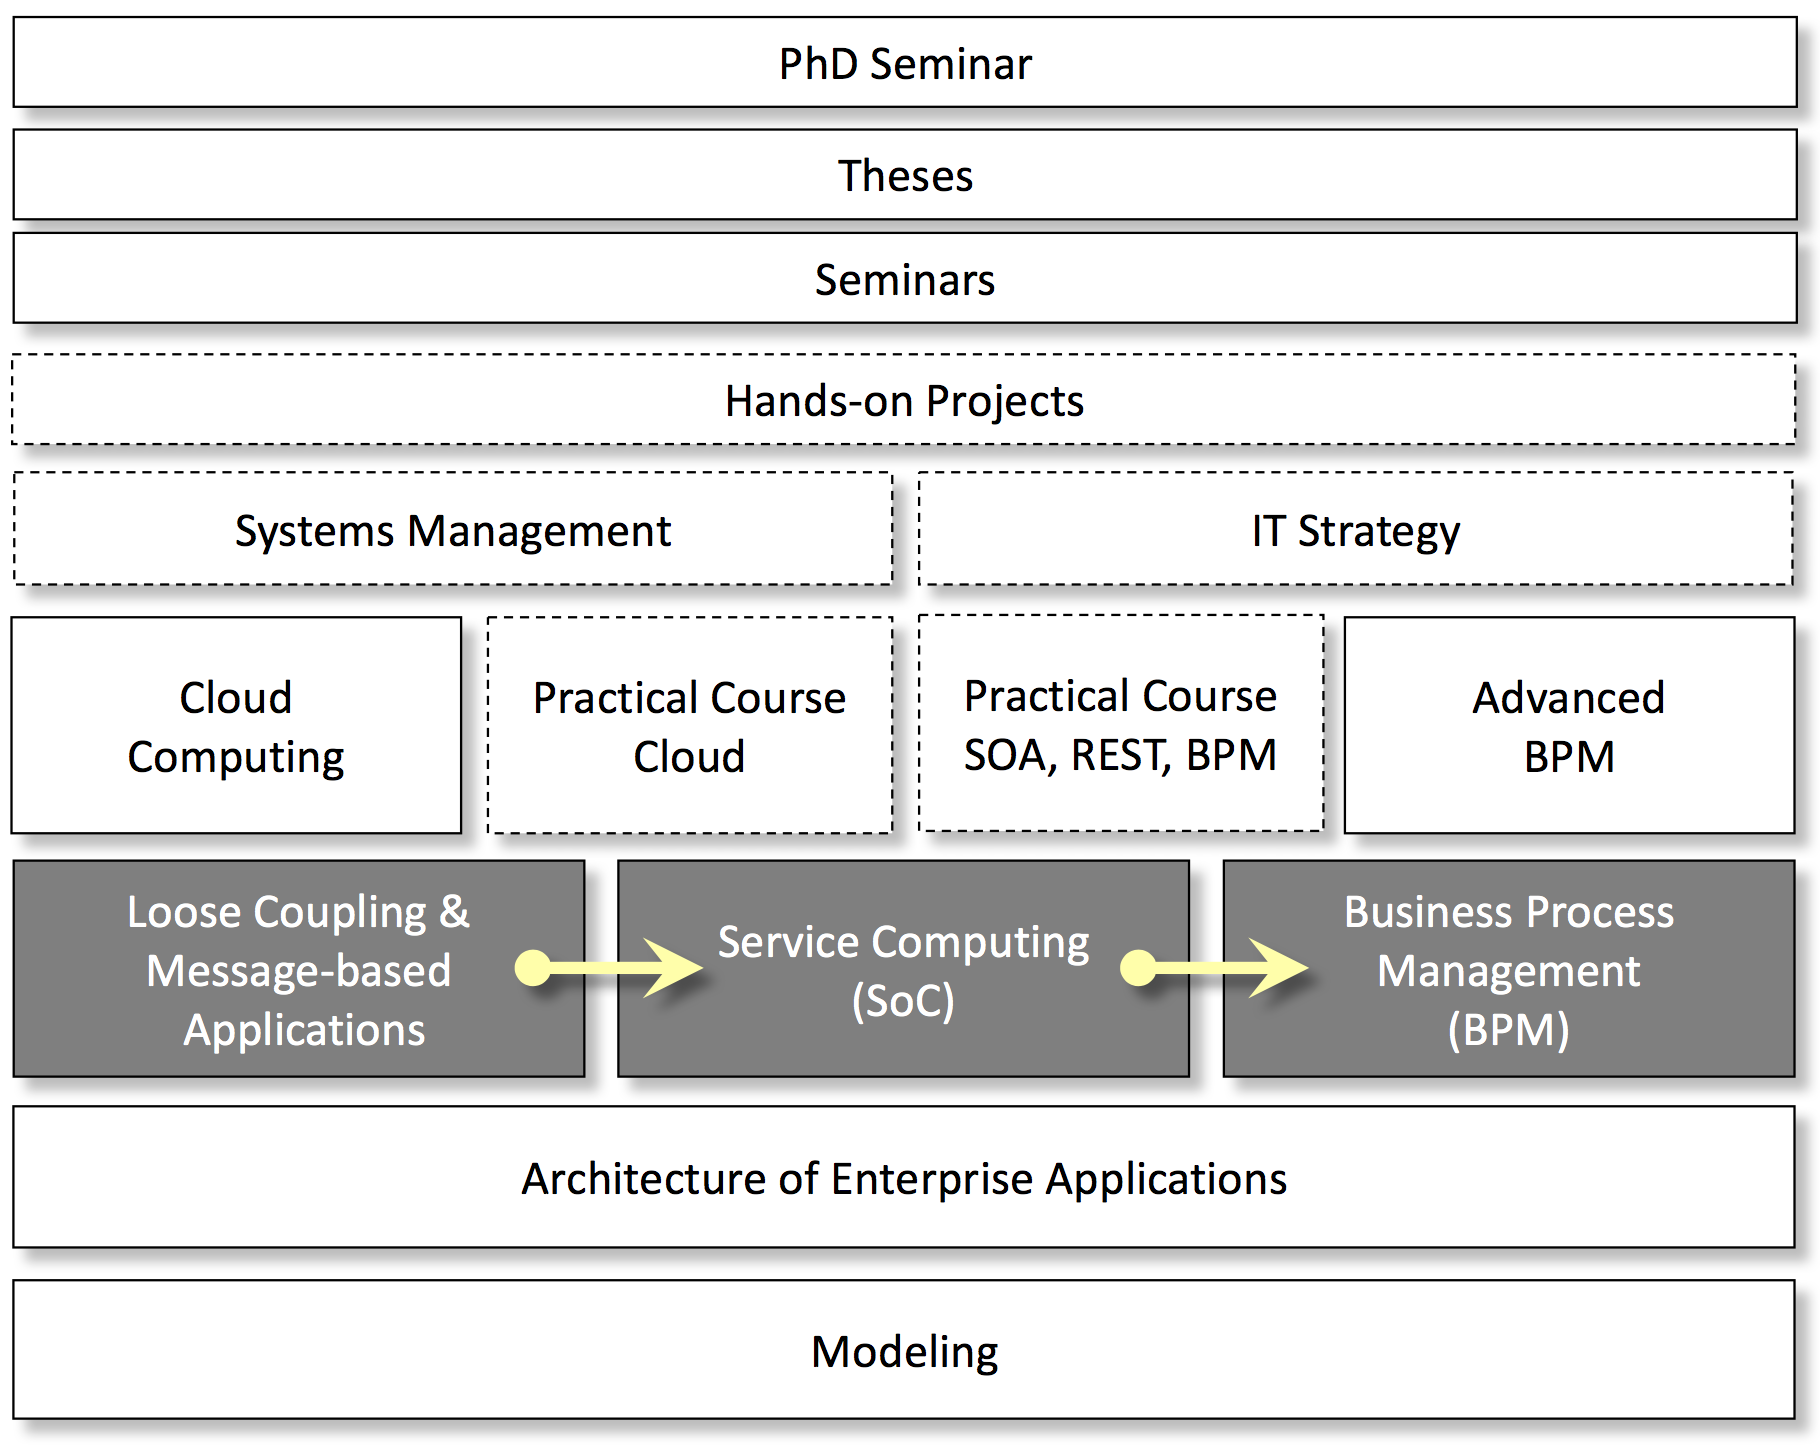 PhD Seminar
Theses
Seminars
Hands-on Projects
Systems Management
IT Strategy
Cloud
Computing
Practical Course
Cloud
Practical Course
SOA, REST, BPM
Advanced
BPM
Loose Coupling &
Message-based
Applications
Service Computing
(SoC)
Business Process
Management
(BPM)
Architecture of Enterprise Applications
Modeling